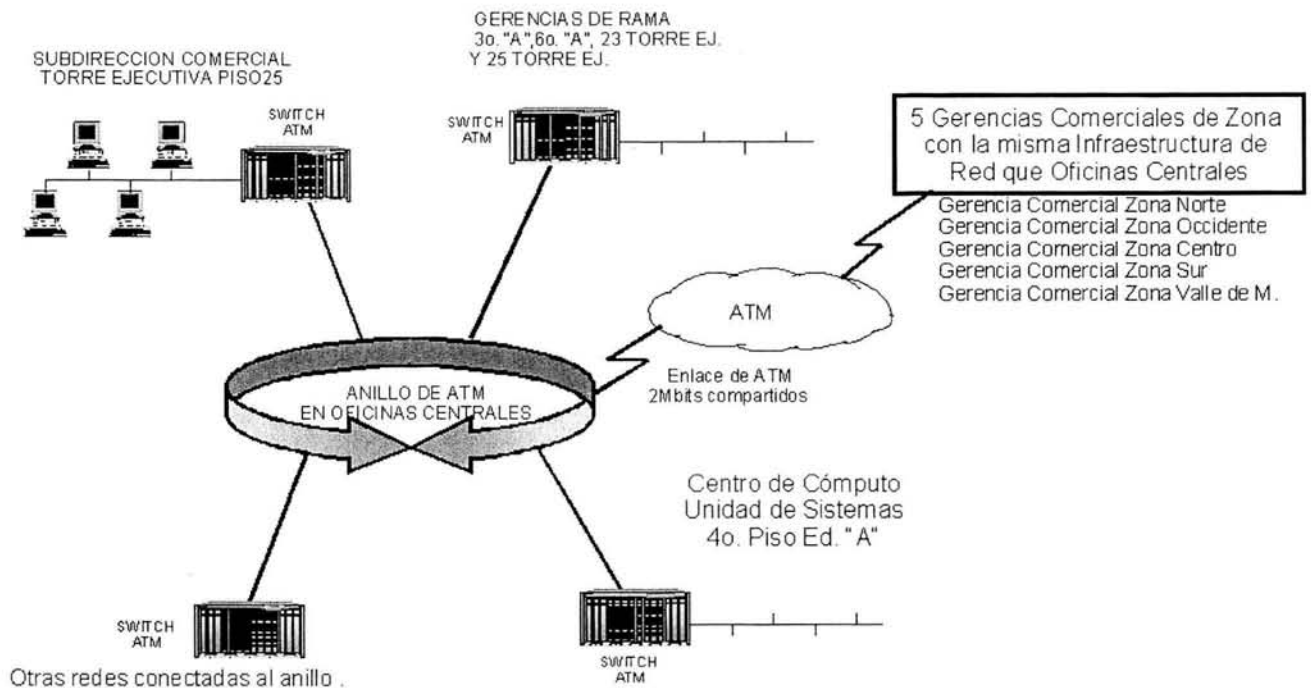 GERENCIAS DE RAMA
3o. "A",6o. "A", 23 TORRE EJ.
Y 25 TORRE EJ.
SUBDIRECCION COMERCIAL
TORRE EJECUTIVA PISO25
SWITCH
ATM
SWITCH
ATM
5 Gerencias Comerciales de Zona
con la misma Infraestructura de
Red que Oficinas Centrales
Gerencia Comercial Zona Norte
Gerencia Comercial Zona Occidente
Gerencia Comercial Zona Centro
Gerencia Comercial Zona Sur
Gerencia Comercial Zona Valle de M.
ATM
Enlace de ATM
2Mbits compartidos
ANILLO DE ATM
EN OFICINAS CENTRALES
Centro de Cómputo
Unidad de Sistemas
4o. Piso Ed. "A"
SWITCH
ATM
Otras redes conectadas al anillo .
SWITCH
ATM